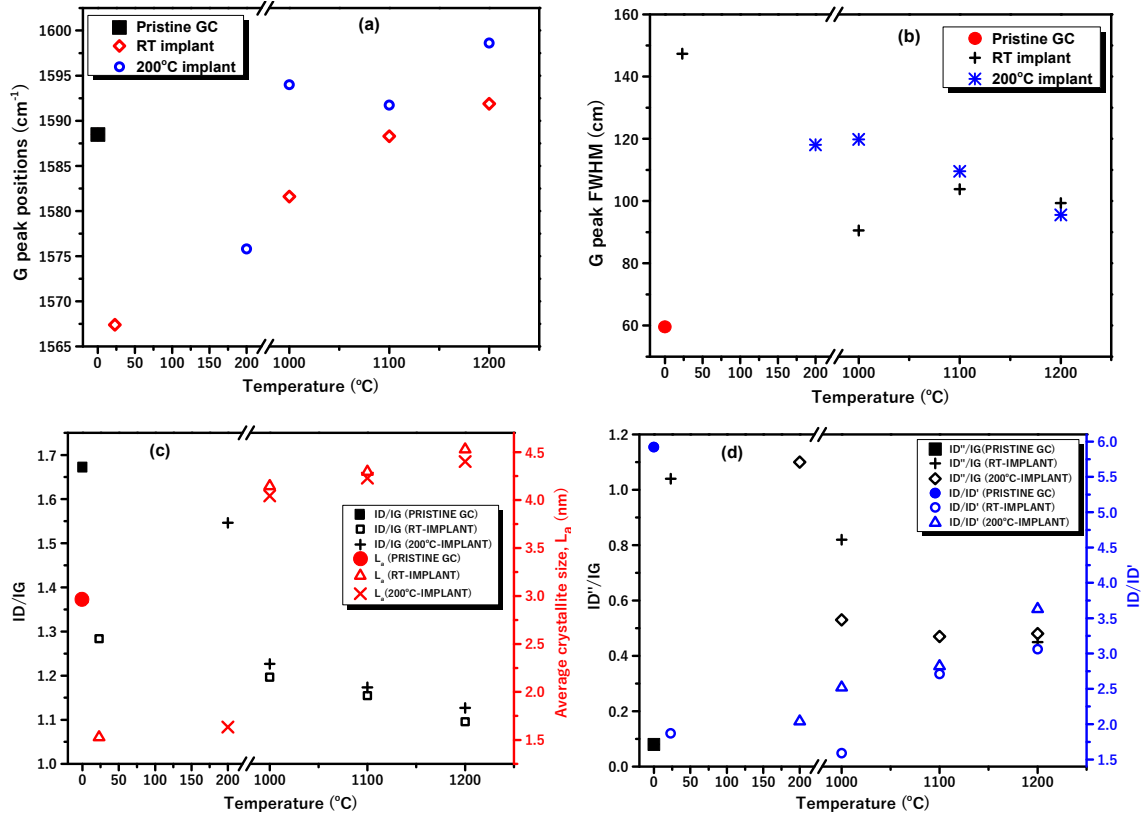 (a)
Pristine GC
RT implant
200°C implant
1600
1595
1590
1585
1580
1575
1570
1565
G peak positions (cm⁻¹)
0 50 100 150 200 1000 1100 1200
Temperature (°C)
(b)
Pristine GC
RT implant
200°C implant
160
140
120
100
80
60
G peak FWHM (cm)
0 50 100 150 200 1000 1100 1200
Temperature (°C)
(c)
ID/IG (PRISTINE GC)
ID/IG (RT-IMPLANT)
ID/IG (200°C-IMPLANT)
Lₐ (PRISTINE GC)
Lₐ (RT-IMPLANT)
Lₐ(200°C-IMPLANT)
1.7
1.6
1.5
1.4
1.3
1.2
1.1
1.0
ID/IG
4.5
4.0
3.5
3.0
2.5
2.0
1.5
Average crystallite size, Lₐ (nm)
0 50 100 150 200 1000 1100 1200
Temperature (°C)
(d)
ID"/IG(PRISTINE GC)
ID"/IG (RT-IMPLANT)
ID"/IG (200°C-IMPLANT)
ID/ID' (PRISTINE GC)
ID/ID' (RT-IMPLANT)
ID/ID' (200°C-IMPLANT)
1.2
1.0
0.8
0.6
0.4
0.2
0.0
ID"/IG
6.0
5.5
5.0
4.5
4.0
3.5
3.0
2.5
2.0
1.5
ID/ID'
0 50 100 150 200 1000 1100 1200
Temperature (°C)